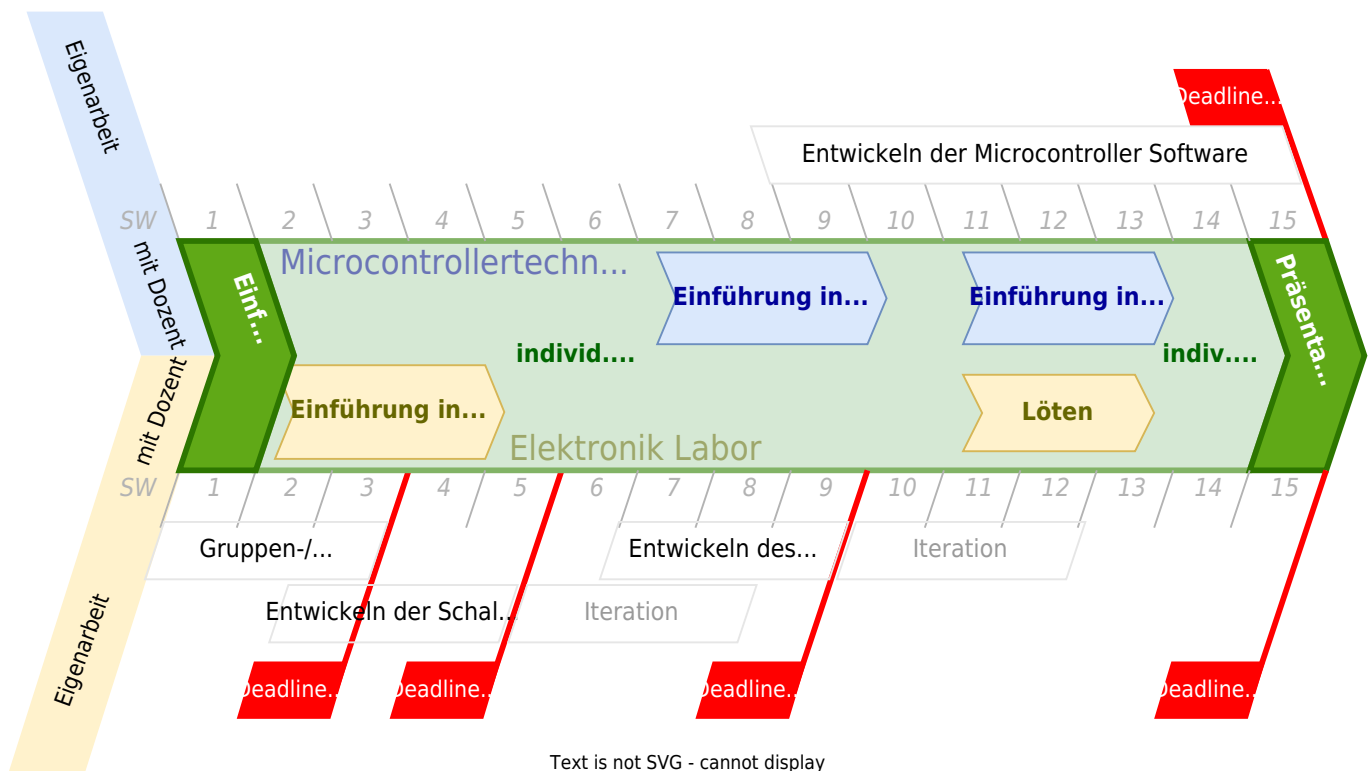 Eigenarbeit
Deadline...
Entwickeln der Microcontroller Software
SW 1 2 3 4 5 6 7 8 9 10 11 12 13 14 15
mit Dozent
Microcontrollertechn...
Einf...
Einführung in...
Einführung in...
Präsenta...
individ....
indiv....
mit Dozent
Einführung in...
Löten
Elektronik Labor
SW 1 2 3 4 5 6 7 8 9 10 11 12 13 14 15
Gruppen-/...
Entwickeln des...
Iteration
Entwickeln der Schal...
Iteration
Eigenarbeit
Deadline...
Deadline...
Deadline...
Deadline...
Text is not SVG - cannot display